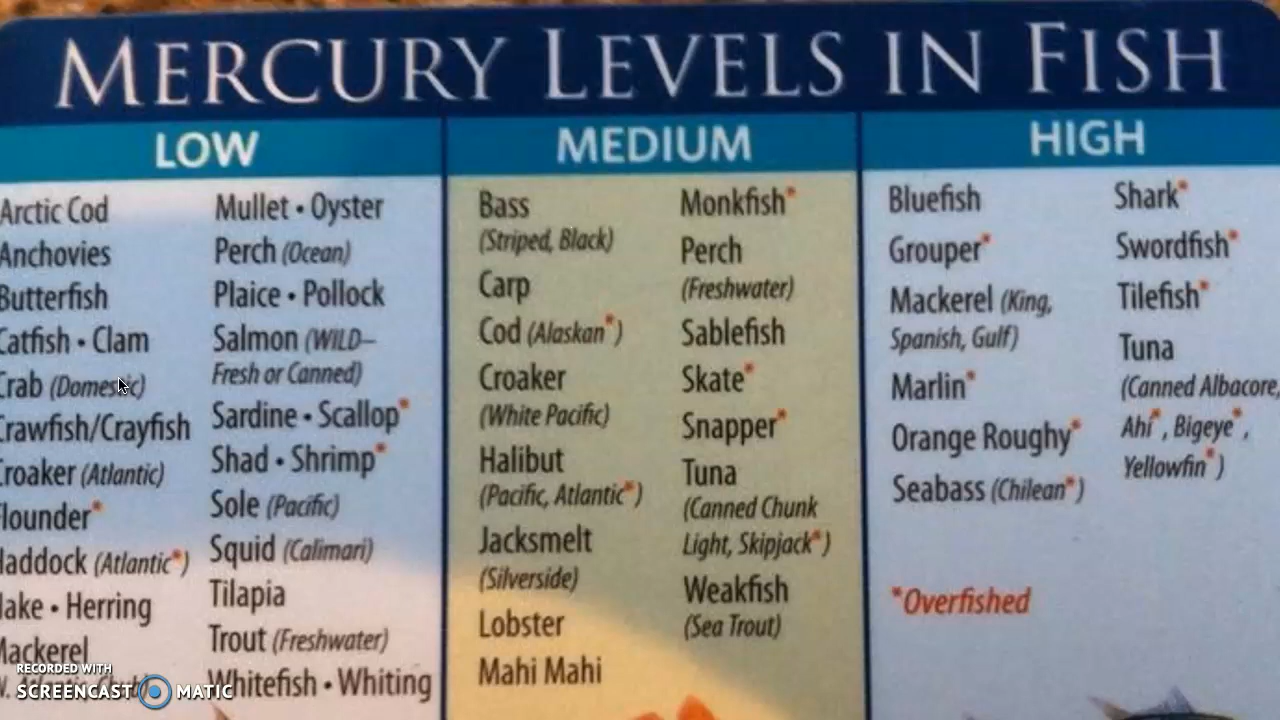 MERCURY LEVELS IN FISH
LOW
Arctic Cod
Anchovies
Butterfish
Catfish • Clam
Crab (Domestic)
Crawfish/Crayfish
Croaker (Atlantic)
Flounder*
Haddock (Atlantic*)
Hake • Herring
Mackerel
Mullet • Oyster
Perch (Ocean)
Plaice • Pollock
Salmon (WILD–
Fresh or Canned)
Sardine • Scallop*
Shad • Shrimp*
Sole (Pacific)
Squid (Calimari)
Tilapia
Trout (Freshwater)
Whitefish • Whiting
MEDIUM
Bass
(Striped, Black)
Carp
Cod (Alaskan*)
Croaker
(White Pacific)
Halibut
(Pacific, Atlantic*)
Jacksmelt
(Silverside)
Lobster
Mahi Mahi
Monkfish*
Perch
(Freshwater)
Sablefish
Skate*
Snapper*
Tuna
(Canned Chunk
Light, Skipjack*)
Weakfish
(Sea Trout)
HIGH
Bluefish
Grouper*
Mackerel (King,
Spanish, Gulf)
Marlin*
Orange Roughy*
Seabass (Chilean*)
Shark*
Swordfish*
Tilefish*
Tuna
(Canned Albacore,
Ahi*, Bigeye*,
Yellowfin*)
*Overfished
RECORDED WITH
SCREENCAST MATIC